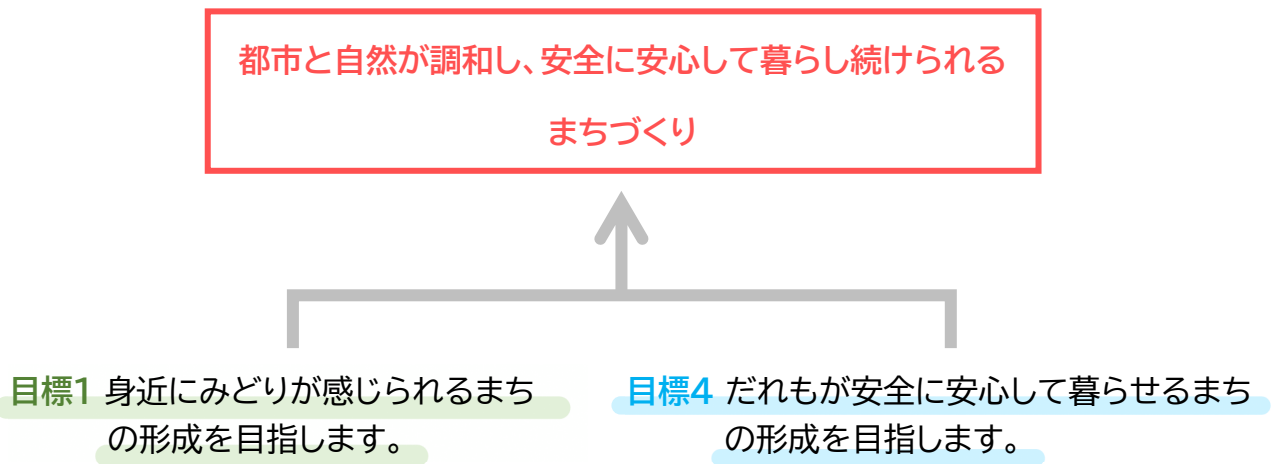 都市と自然が調和し、安全に安心して暮らし続けられる
まちづくり
目標1 身近にみどりが感じられるまち
の形成を目指します。
目標4 だれもが安全に安心して暮らせるまち
の形成を目指します。